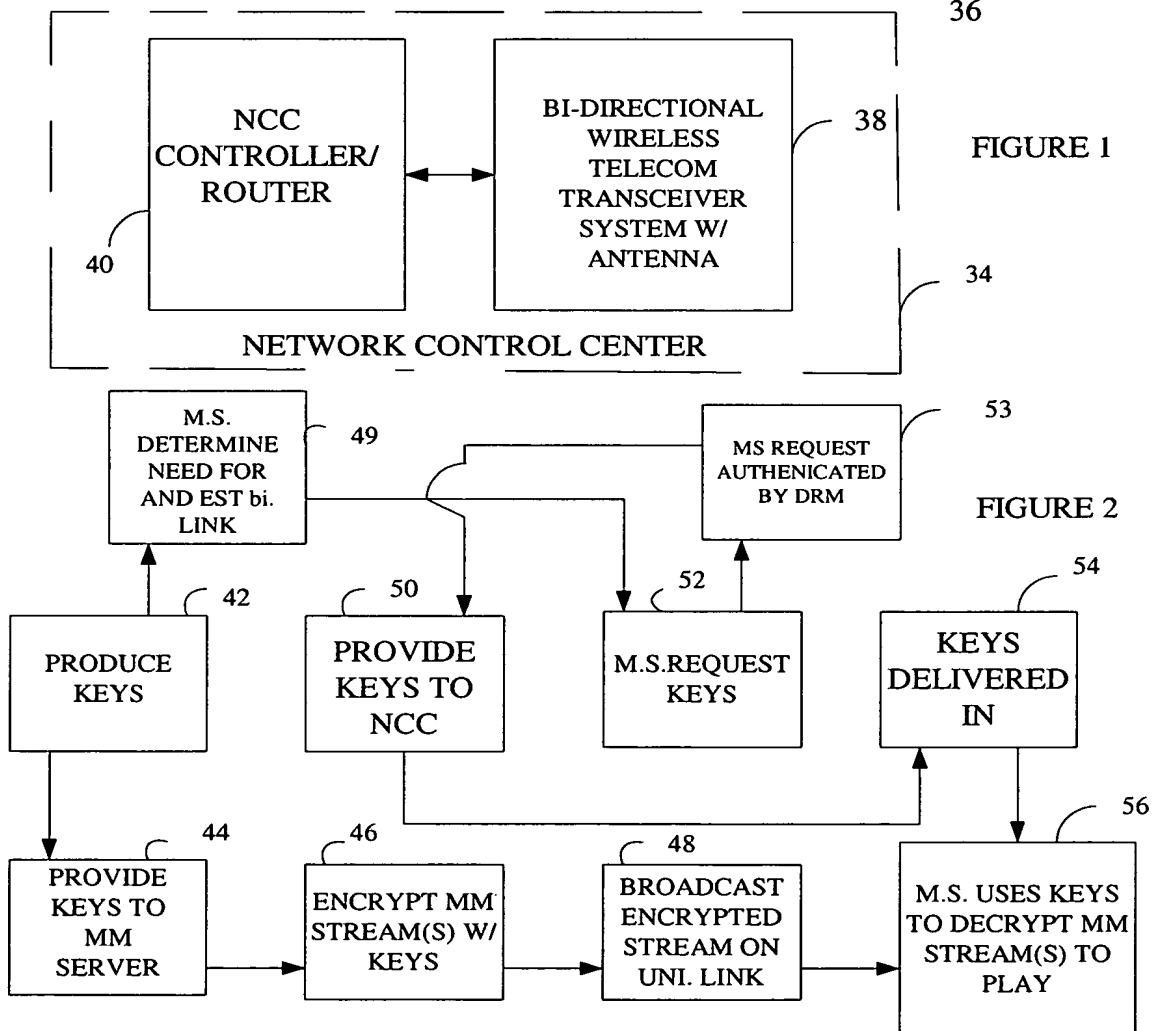 36
NCC
CONTROLLER/
ROUTER
40
BI-DIRECTIONAL
WIRELESS
TELECOM
TRANSCEIVER
SYSTEM W/
ANTENNA
38
FIGURE 1
34
NETWORK CONTROL CENTER
M.S.
DETERMINE
NEED FOR
AND EST bi.
LINK
49
MS REQUEST
AUTHENICATED
BY DRM
53
FIGURE 2
PRODUCE
KEYS
42
PROVIDE
KEYS TO
NCC
50
M.S.REQUEST
KEYS
52
KEYS
DELIVERED
IN
54
PROVIDE
KEYS TO
MM
SERVER
44
ENCRYPT MM
STREAM(S) W/
KEYS
46
BROADCAST
ENCRYPTED
STREAM ON
UNI. LINK
48
M.S. USES KEYS
TO DECRYPT MM
STREAM(S) TO
PLAY
56